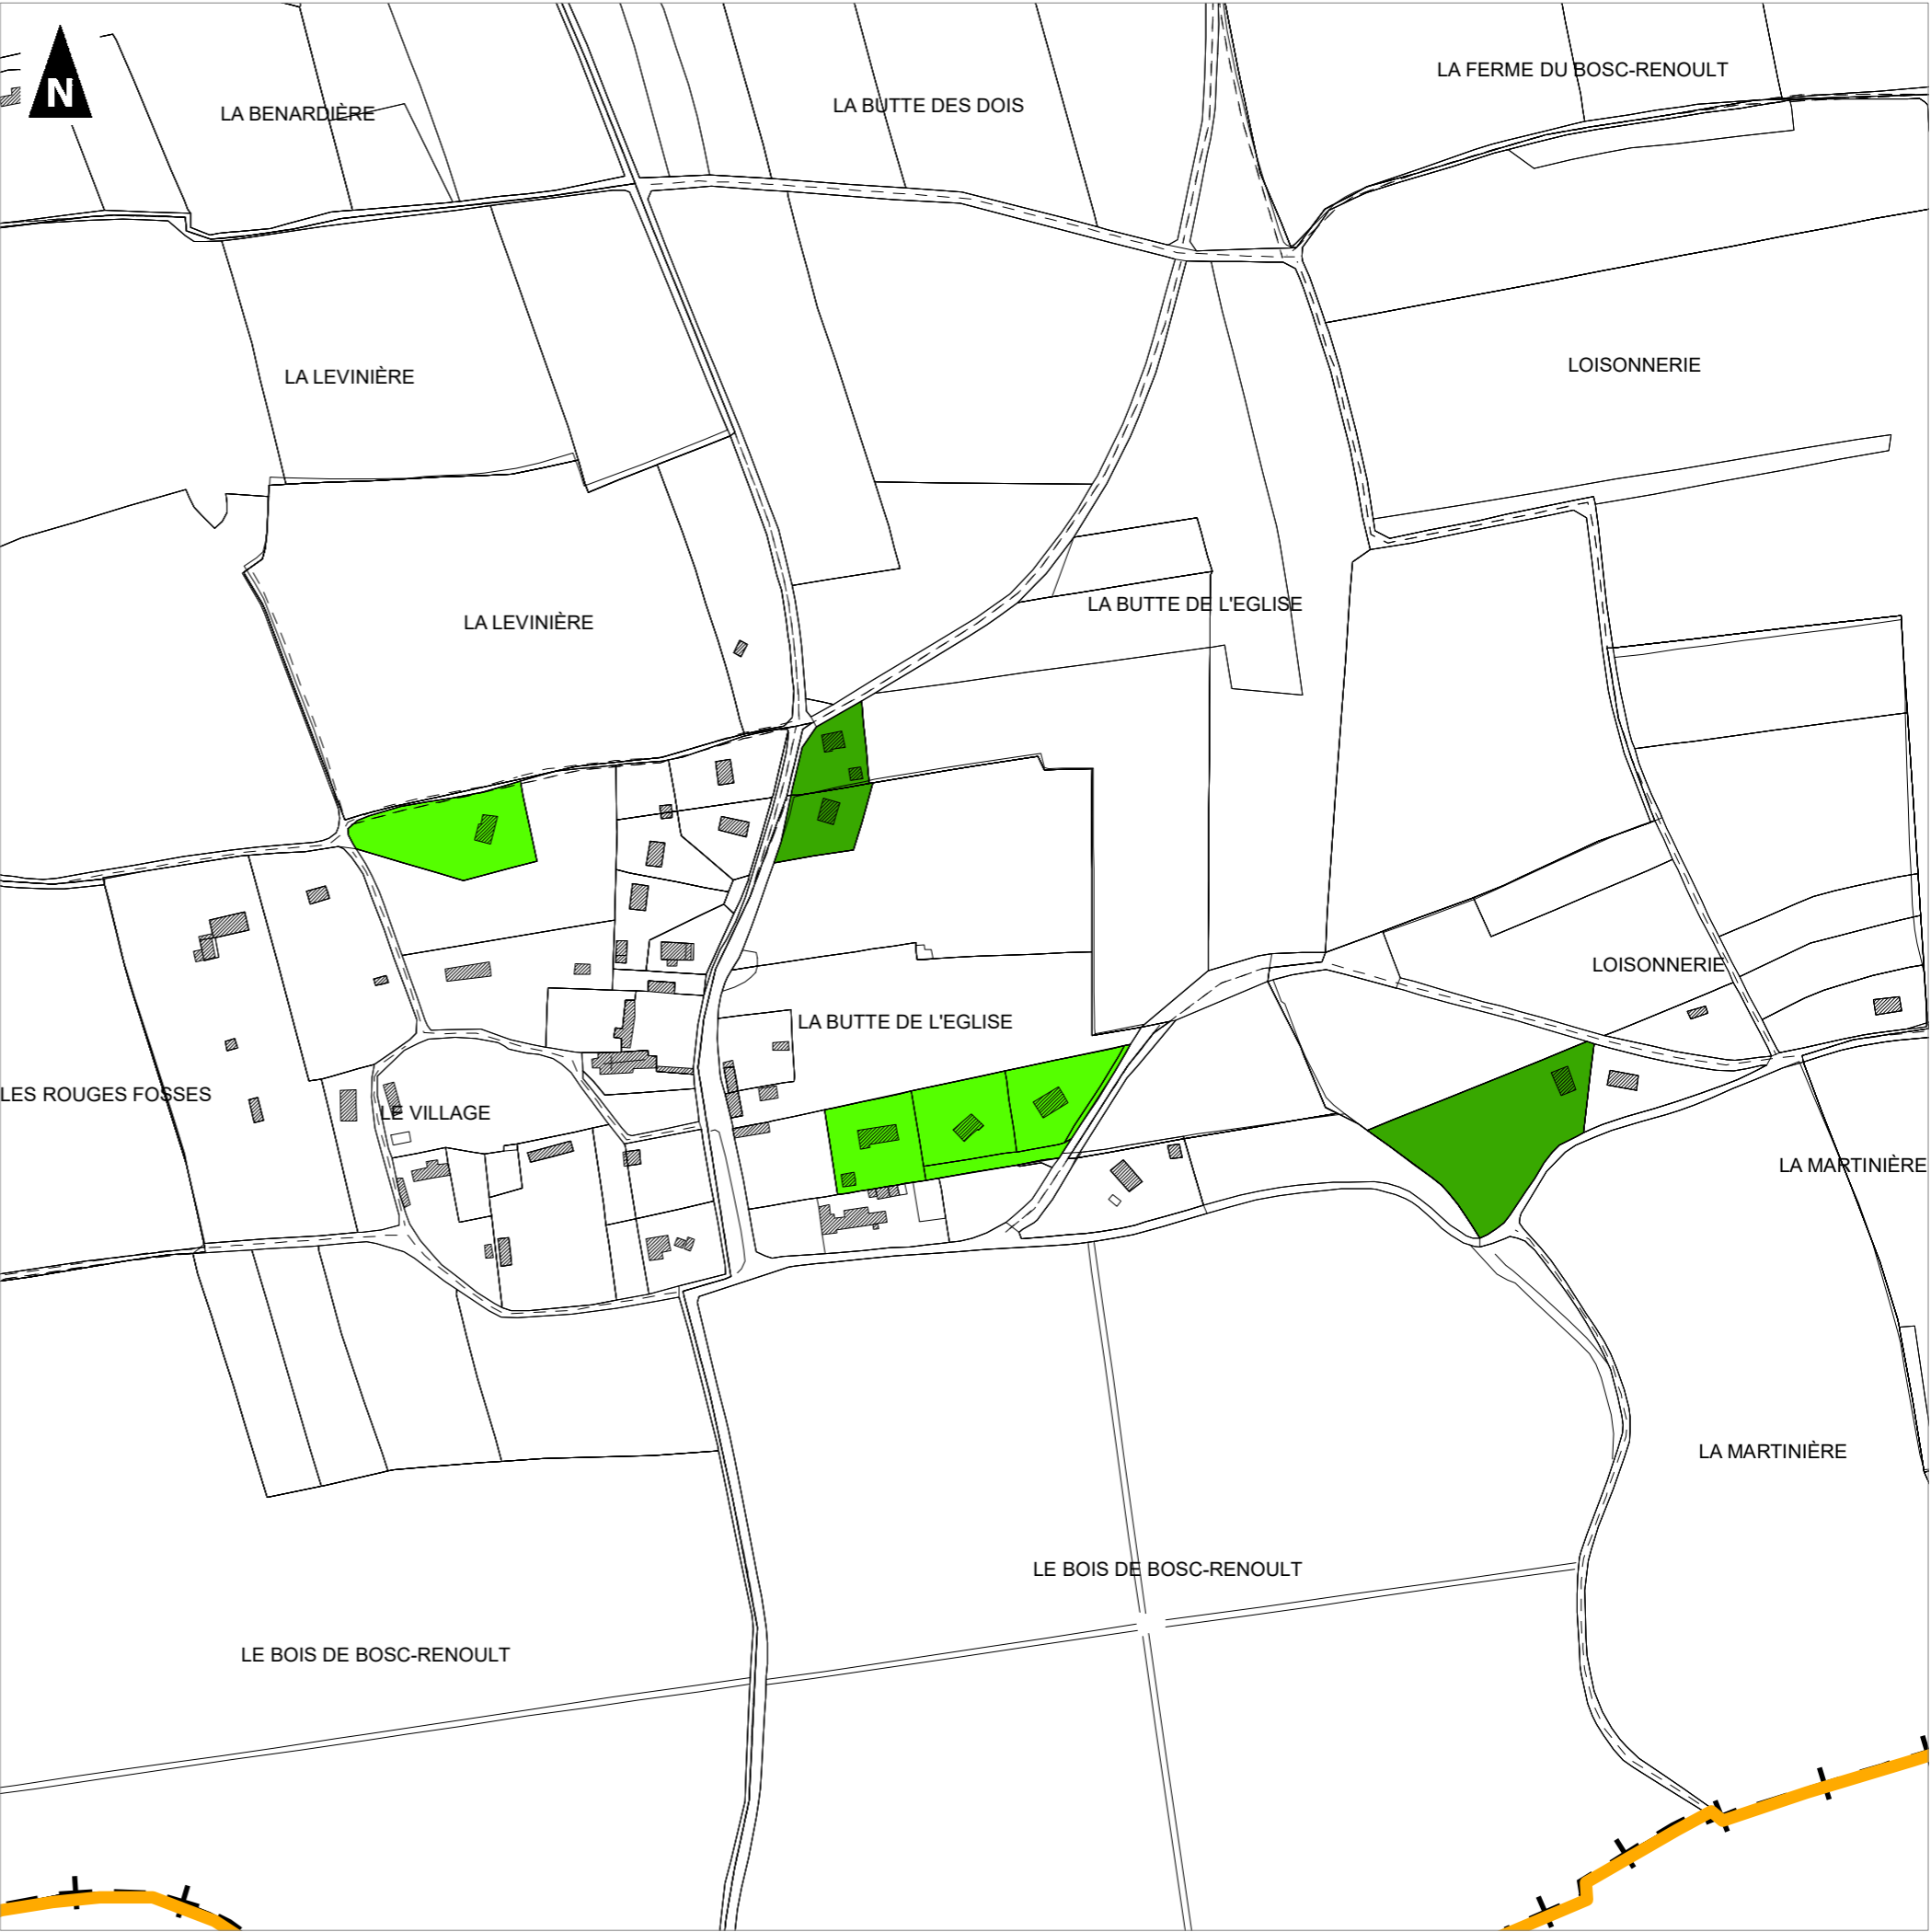 LA FERME DU BOSC-RENOULT
N
LA BUTTE DES DOIS
LA BENARDIÈRE
LOISONNERIE
LA LEVINIÈRE
LA BUTTE DE L'EGLISE
LA LEVINIÈRE
LOISONNERIE
LA BUTTE DE L'EGLISE
LES ROUGES FOSSES
LE VILLAGE
LA MARTINIÈRE
LA MARTINIÈRE
LE BOIS DE BOSC-RENOULT
LE BOIS DE BOSC-RENOULT